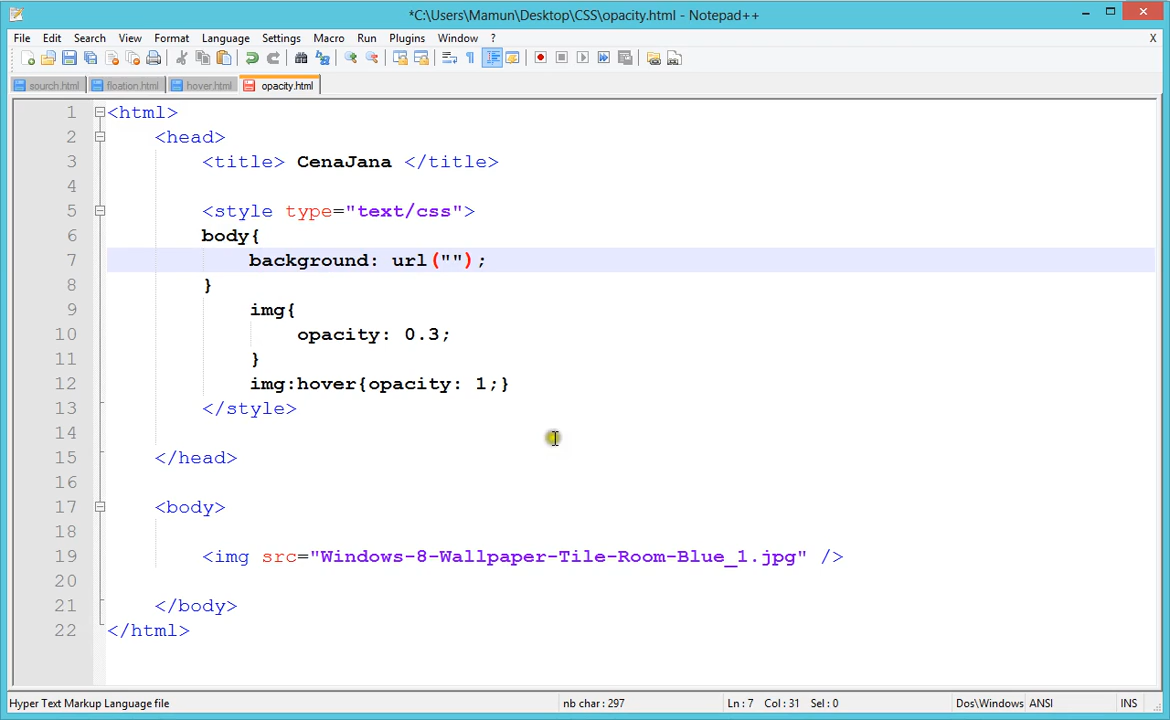 *C:\Users\Mamun\Desktop\CSS\opacity.html - Notepad++
File Edit Search View Format Language Settings Macro Run Plugins Window ? X
sourch.html floation.html hover.html opacity.html
1 <html>
2 <head>
3 <title> CenaJana </title>
4
5 <style type="text/css">
6 body{
7 background: url("");
8 }
9 img{
10 opacity: 0.3;
11 }
12 img:hover{opacity: 1;}
13 </style>
14
15 </head>
16
17 <body>
18
19 <img src="Windows-8-Wallpaper-Tile-Room-Blue_1.jpg" />
20
21 </body>
22 </html>
Hyper Text Markup Language file nb char : 297 Ln : 7 Col : 31 Sel : 0 Dos\Windows ANSI INS